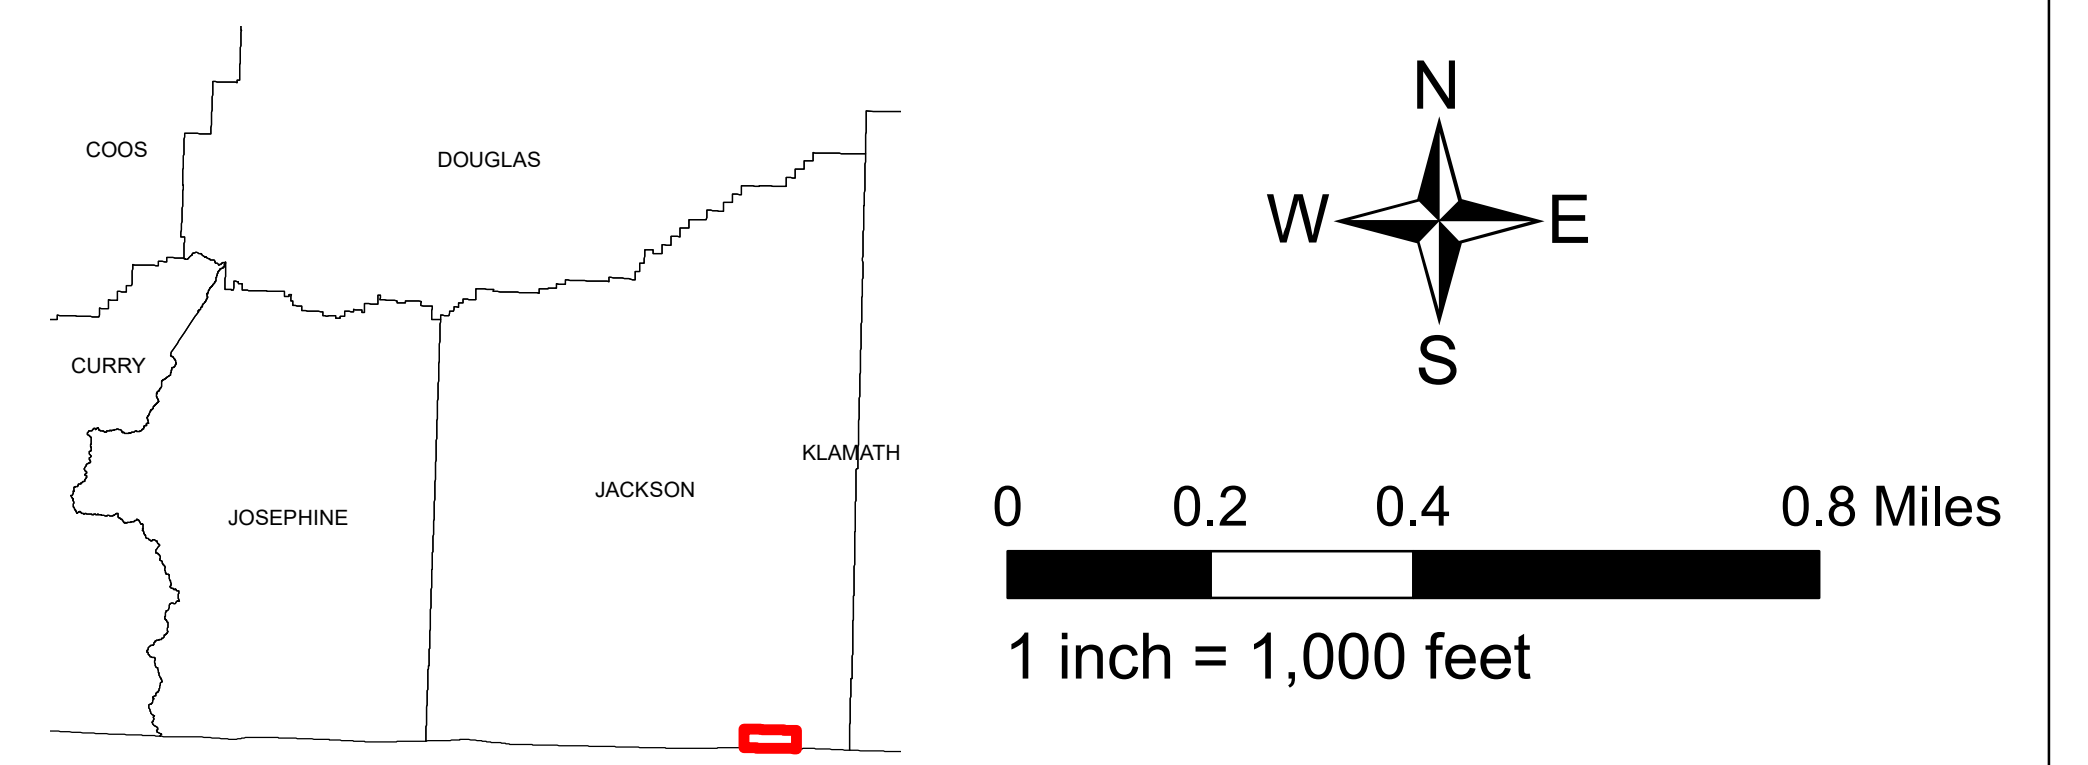 COOS
DOUGLAS
CURRY
KLAMATH
JACKSON
JOSEPHINE
N
W E
S
0 0.2 0.4 0.8 Miles
1 inch = 1,000 feet